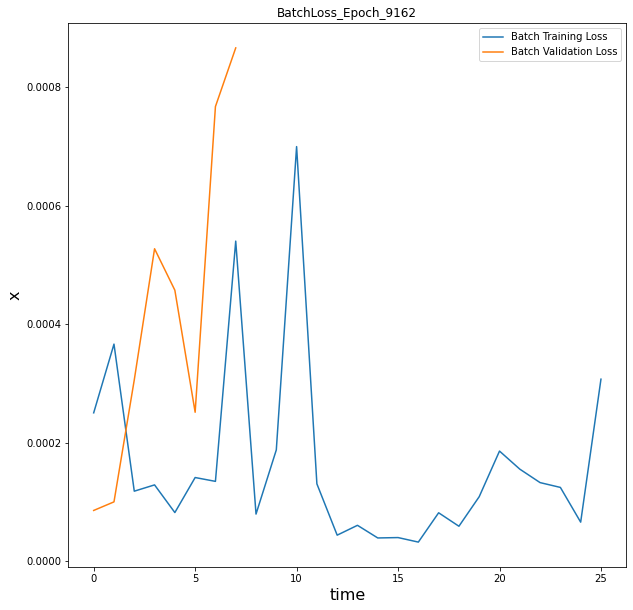 BatchLoss_Epoch_9162
Batch Training Loss
Batch Validation Loss
0.0008
0.0006
0.0004
0.0002
0.0000
x
0 5 10 15 20 25
time